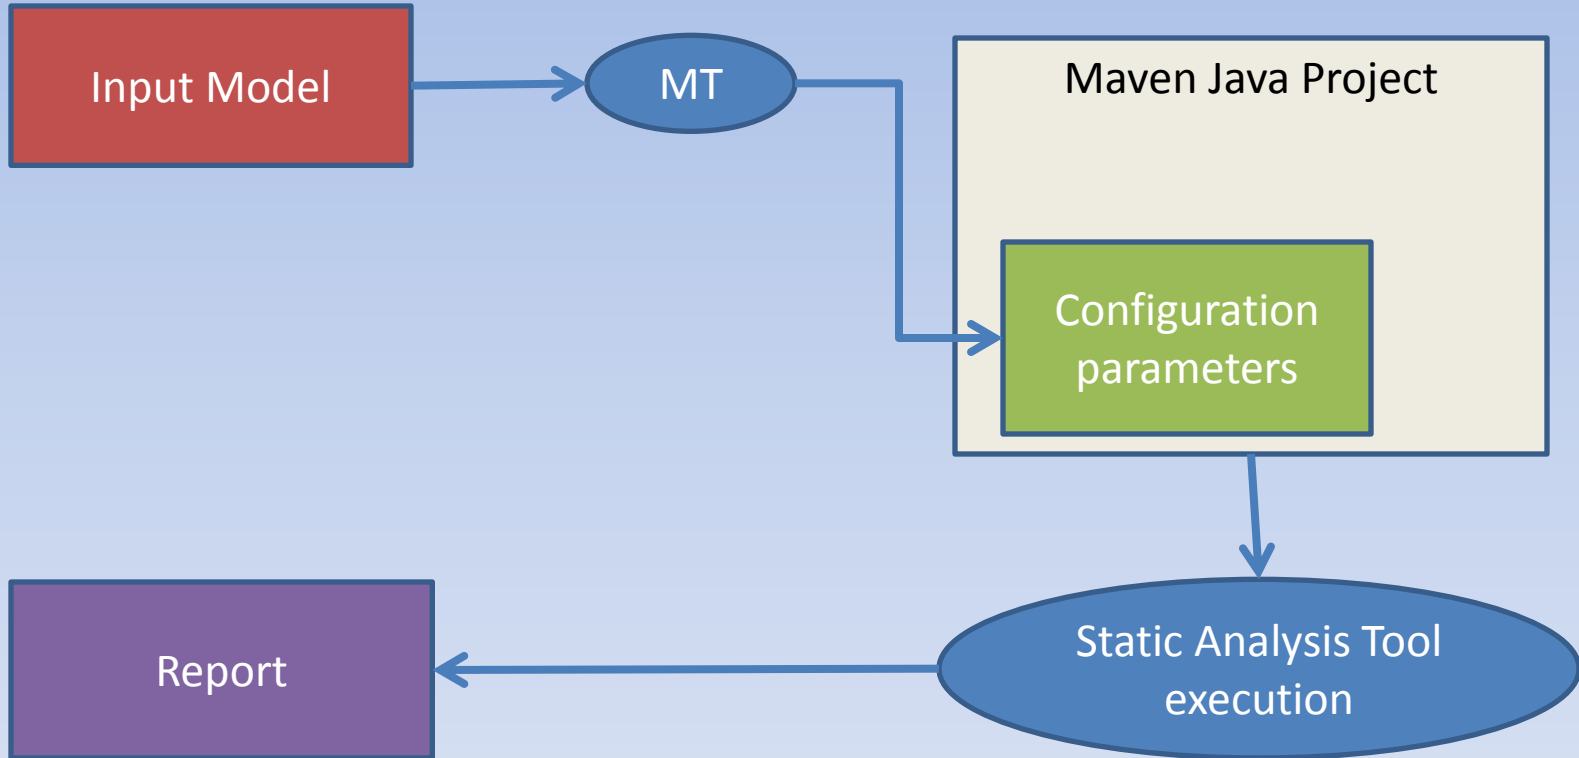 Input Model
MT
Maven Java Project
Configuration
parameters
Static Analysis Tool
execution
Report